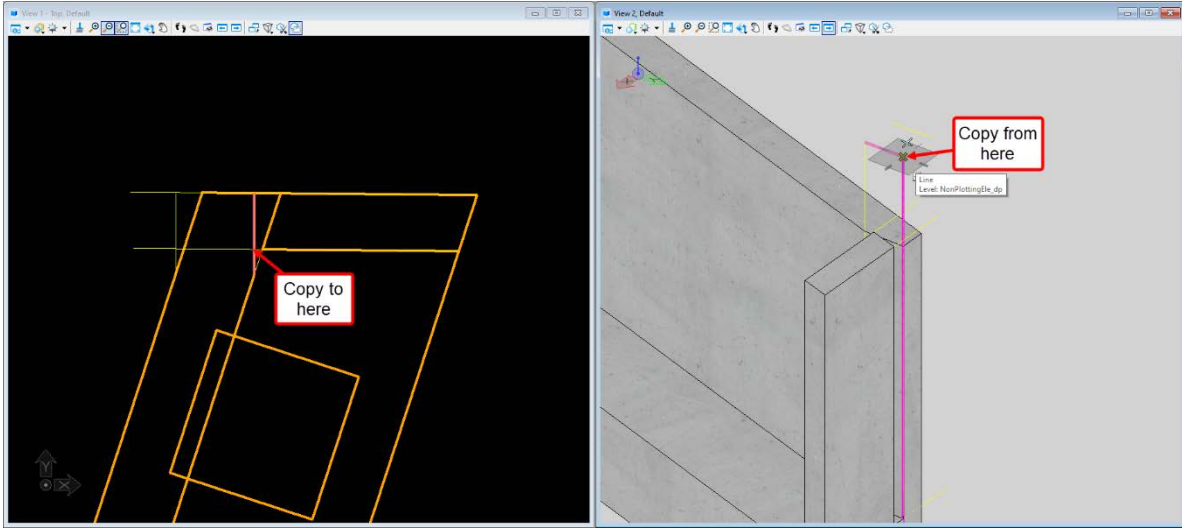 View 1 - Top, Default
View 2, Default
Copy from
here
Line
Level: NonPlottingEle_dp
Copy to
here
Y
X